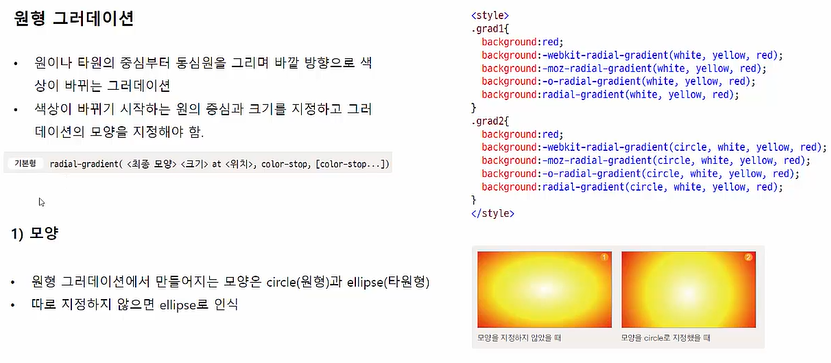 원형 그러데이션
• 원이나 타원의 중심부터 동심원을 그리며 바깥 방향으로 색
상이 바뀌는 그러데이션
• 색상이 바뀌기 시작하는 원의 중심과 크기를 지정하고 그러
데이션의 모양을 지정해야 함.
기본형 radial-gradient( <최종 모양> <크기> at <위치>, color-stop, [color-stop...])
1) 모양
• 원형 그러데이션에서 만들어지는 모양은 circle(원형)과 ellipse(타원형)
• 따로 지정하지 않으면 ellipse로 인식
<style>
.grad1{
background:red;
background:-webkit-radial-gradient(white, yellow, red);
background:-moz-radial-gradient(white, yellow, red);
background:-o-radial-gradient(white, yellow, red);
background:radial-gradient(white, yellow, red);
}
.grad2{
background:red;
background:-webkit-radial-gradient(circle, white, yellow, red);
background:-moz-radial-gradient(circle, white, yellow, red);
background:-o-radial-gradient(circle, white, yellow, red);
background:radial-gradient(circle, white, yellow, red);
}
</style>
1
2
모양을 지정하지 않았을 때
모양을 circle로 지정했을 때